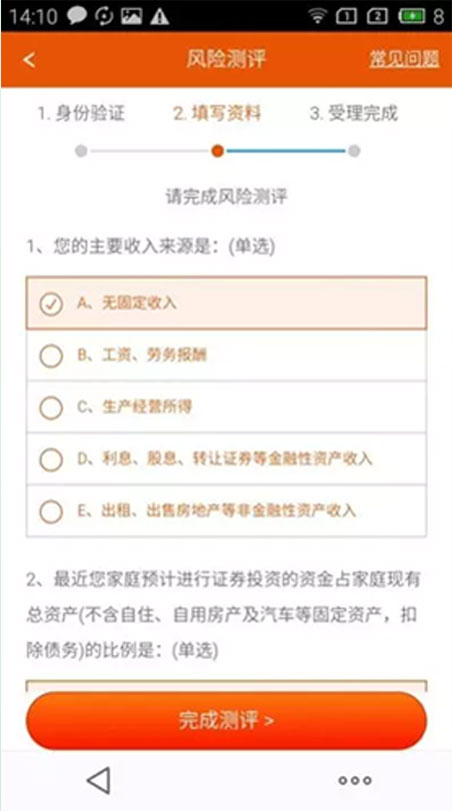 14:10
1
2
8
<
风险测评
常见问题
1. 身份验证
2. 填写资料
3. 受理完成
请完成风险测评
1、您的主要收入来源是：(单选)
A、无固定收入
B、工资、劳务报酬
C、生产经营所得
D、利息、股息、转让证券等金融性资产收入
E、出租、出售房地产等非金融性资产收入
2、最近您家庭预计进行证券投资的资金占家庭现有
总资产(不含自住、自用房产及汽车等固定资产，扣
除债务)的比例是：(单选)
完成测评 >